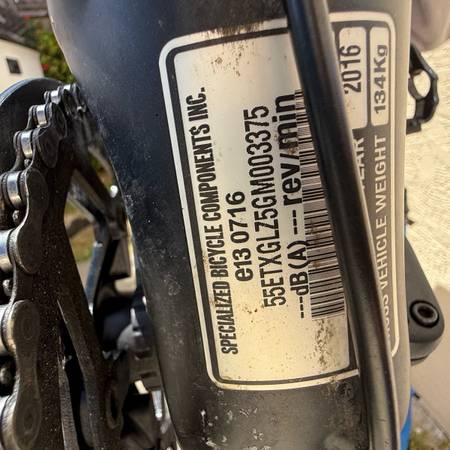 SPECIALIZED BICYCLE COMPONENTS INC.
e13 0716
55ETXGLZ5GM003375
---dB(A) --- rev/min
2016
VEHICLE WEIGHT 134Kg